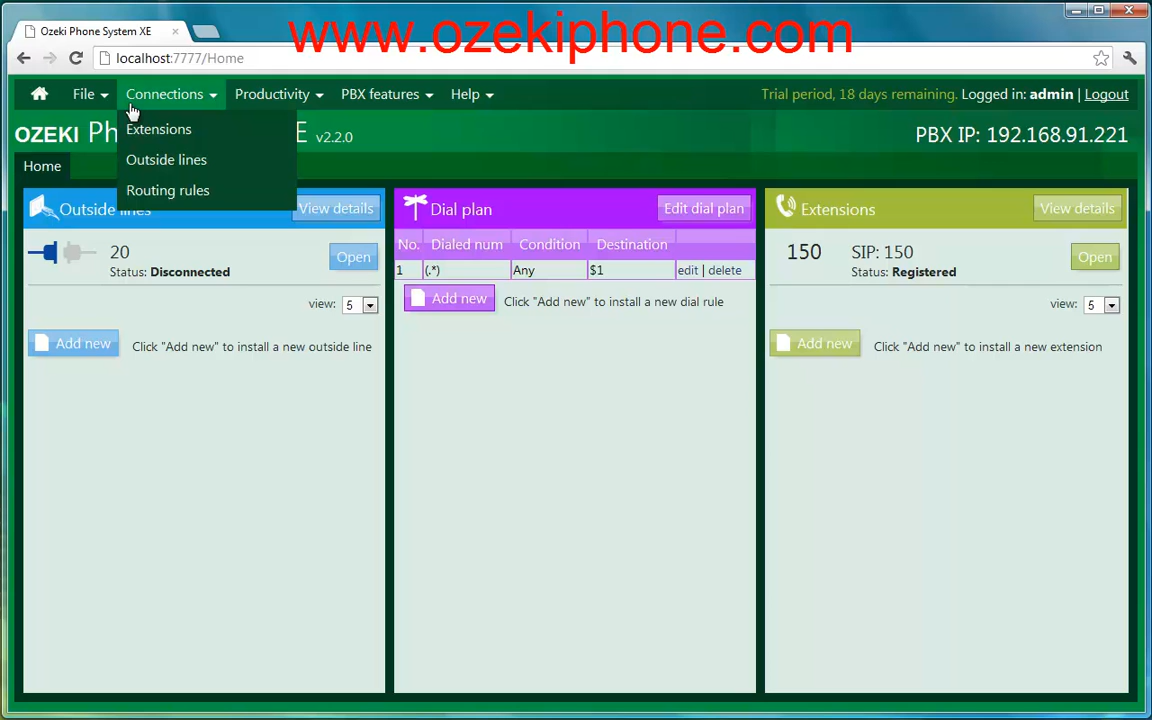 Ozeki Phone System XE
www.ozekiphone.com
localhost:7777/Home
File Connections Productivity PBX features Help Trial period, 18 days remaining. Logged in: admin Logout
Extensions
Outside lines
Routing rules
OZEKI Ph E v2.2.0 PBX IP: 192.168.91.221
Home
Outside lines View details
20
Status: Disconnected
Open
view: 5
Add new Click "Add new" to install a new outside line
Dial plan Edit dial plan
No. Dialed num Condition Destination
1 (.*) Any $1 edit | delete
Add new Click "Add new" to install a new dial rule
Extensions View details
150 SIP: 150
Status: Registered
Open
view: 5
Add new Click "Add new" to install a new extension